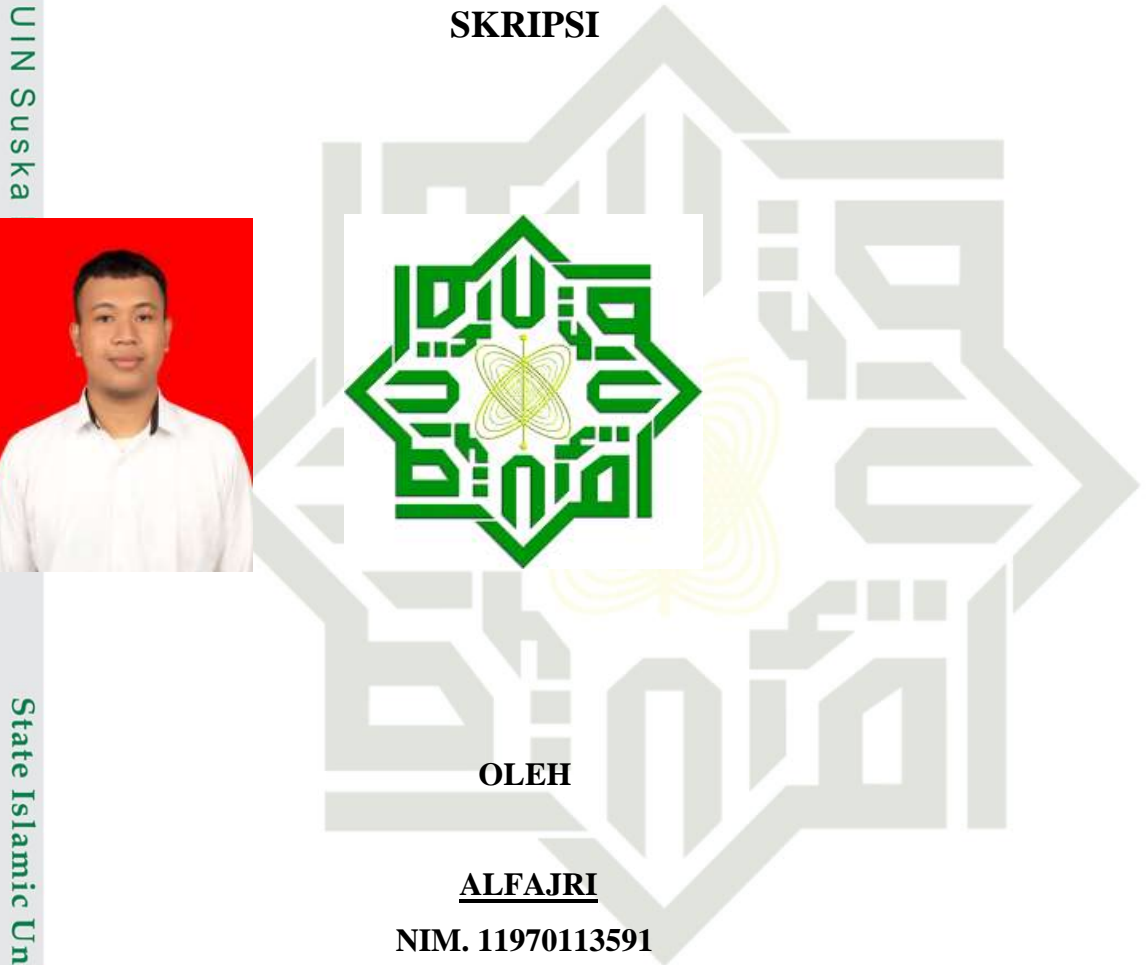 SKRIPSI
UIN Suska
OLEH
ALFAJRI
NIM. 11970113591
State Islamic Un